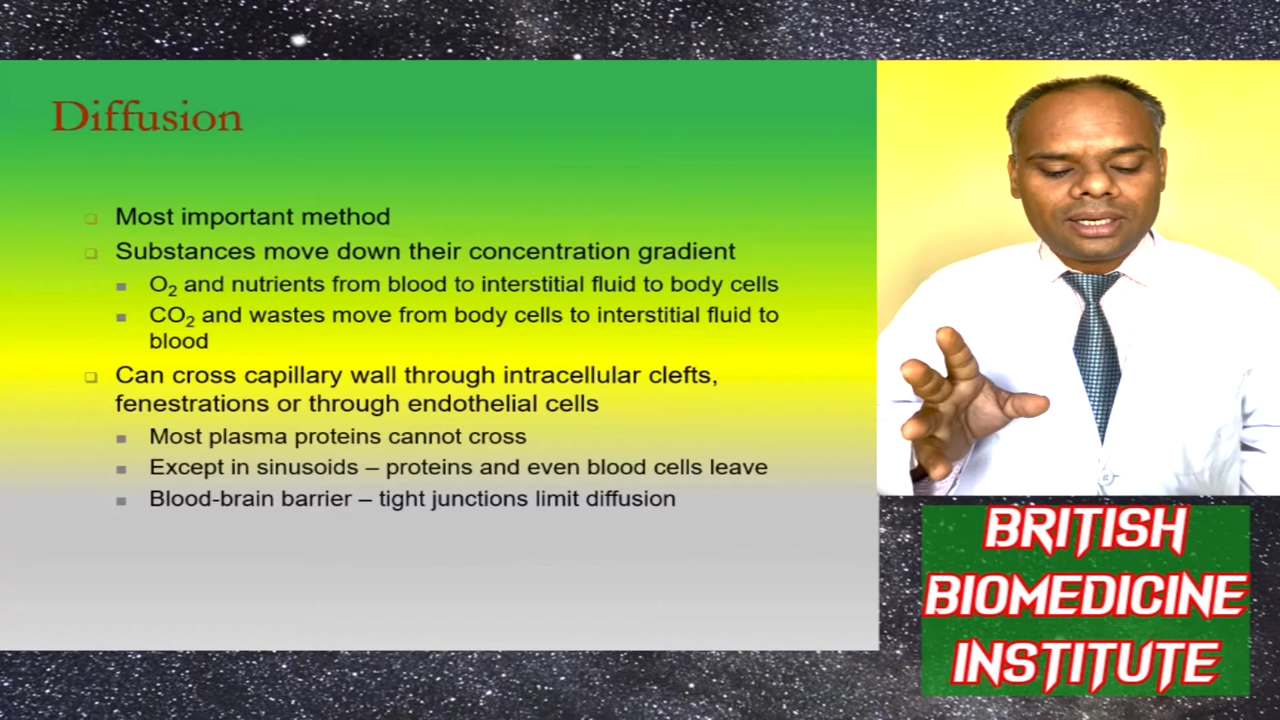 Diffusion
Most important method
Substances move down their concentration gradient
O₂ and nutrients from blood to interstitial fluid to body cells
CO₂ and wastes move from body cells to interstitial fluid to
blood
Can cross capillary wall through intracellular clefts,
fenestrations or through endothelial cells
Most plasma proteins cannot cross
Except in sinusoids – proteins and even blood cells leave
Blood-brain barrier – tight junctions limit diffusion
BRITISH
BIOMEDICINE
INSTITUTE